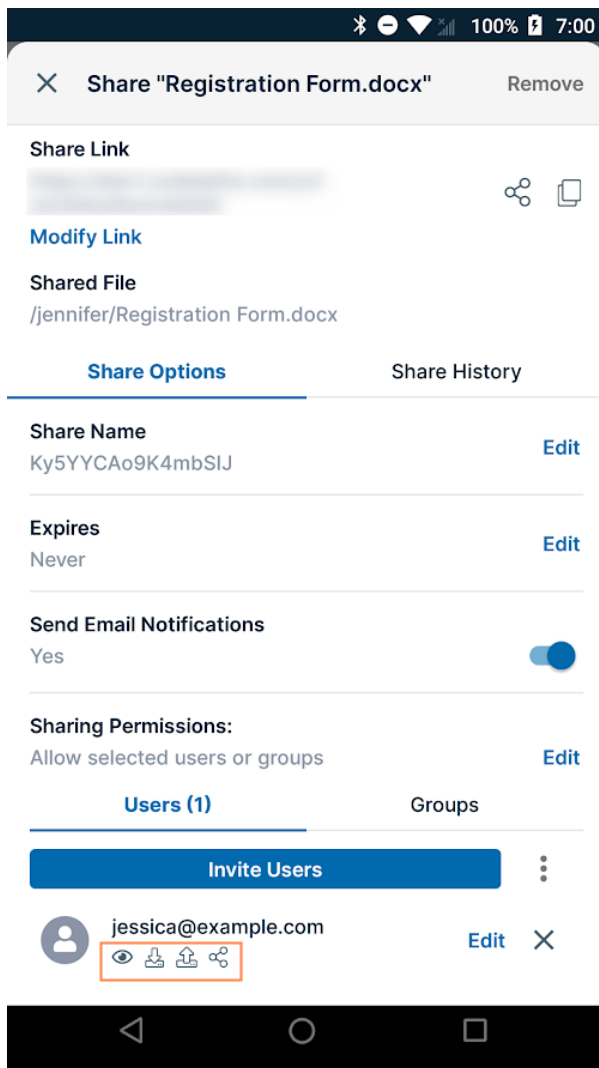 100% 7:00
Share "Registration Form.docx" Remove
Share Link
Modify Link
Shared File
/jennifer/Registration Form.docx
Share Options Share History
Share Name
Ky5YYCAo9K4mbSIJ Edit
Expires
Never Edit
Send Email Notifications
Yes
Sharing Permissions:
Allow selected users or groups Edit
Users (1) Groups
Invite Users
jessica@example.com
Edit